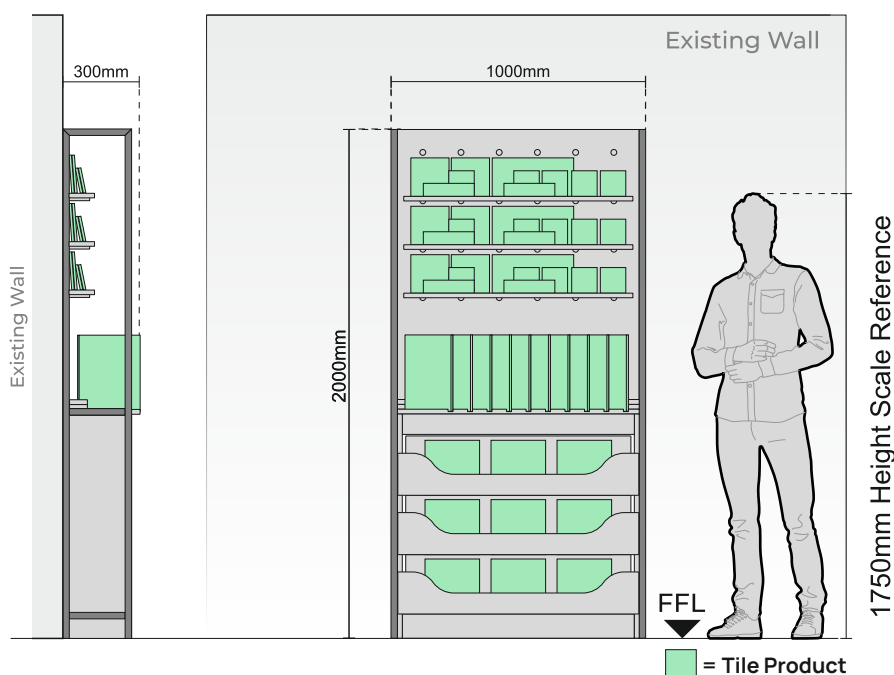 Existing Wall
300mm
1000mm
Existing Wall
2000mm
1750mm Height Scale Reference
FFL
= Tile Product